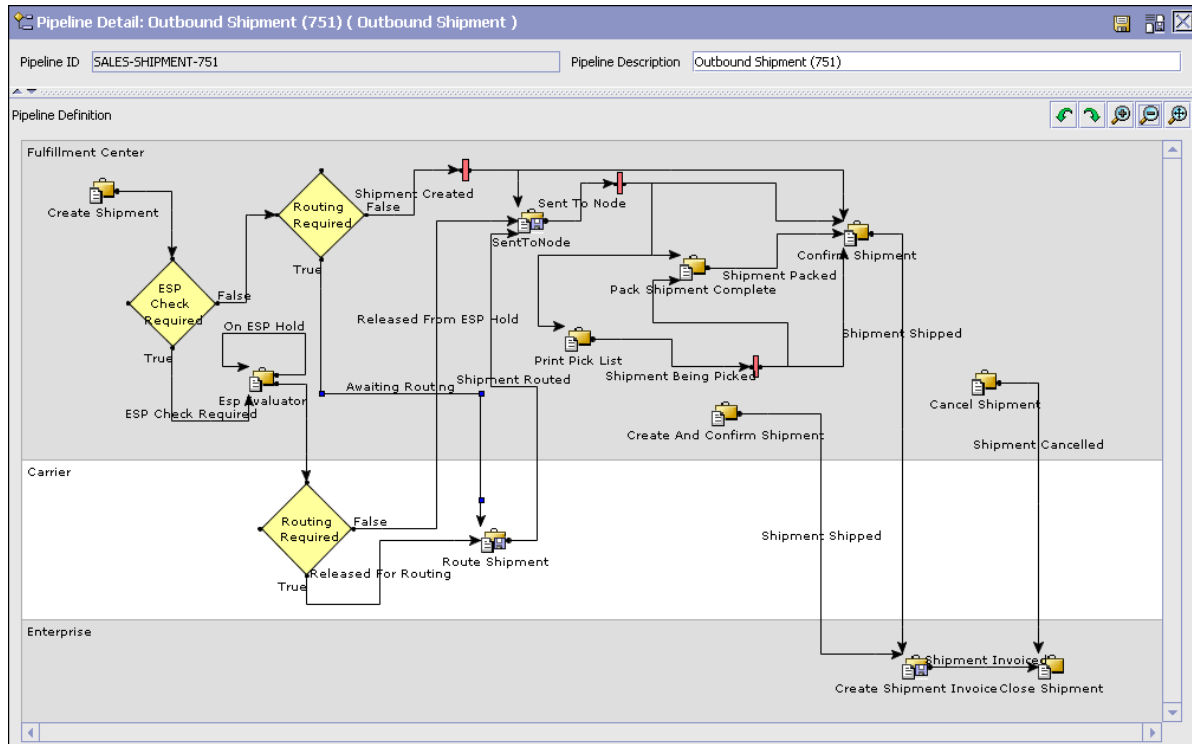 Pipeline Detail: Outbound Shipment (751) ( Outbound Shipment )
Pipeline ID SALES-SHIPMENT-751 Pipeline Description Outbound Shipment (751)
Pipeline Definition
Fulfillment Center
Create Shipment
Routing
Required
Shipment Created
False
True
Sent To Node
SentToNode
Confirm Shipment
Shipment Packed
Pack Shipment Complete
ESP
Check
Required
False
True
On ESP Hold
Released From ESP Hold
Shipment Shipped
Print Pick List
Shipment Being Picked
Awaiting Routing
Shipment Routed
Esp Evaluator
ESP Check Required
Create And Confirm Shipment
Cancel Shipment
Shipment Cancelled
Carrier
Routing
Required
False
True
Released For Routing
Route Shipment
Shipment Shipped
Enterprise
Shipment Invoiced
Create Shipment Invoice
Close Shipment